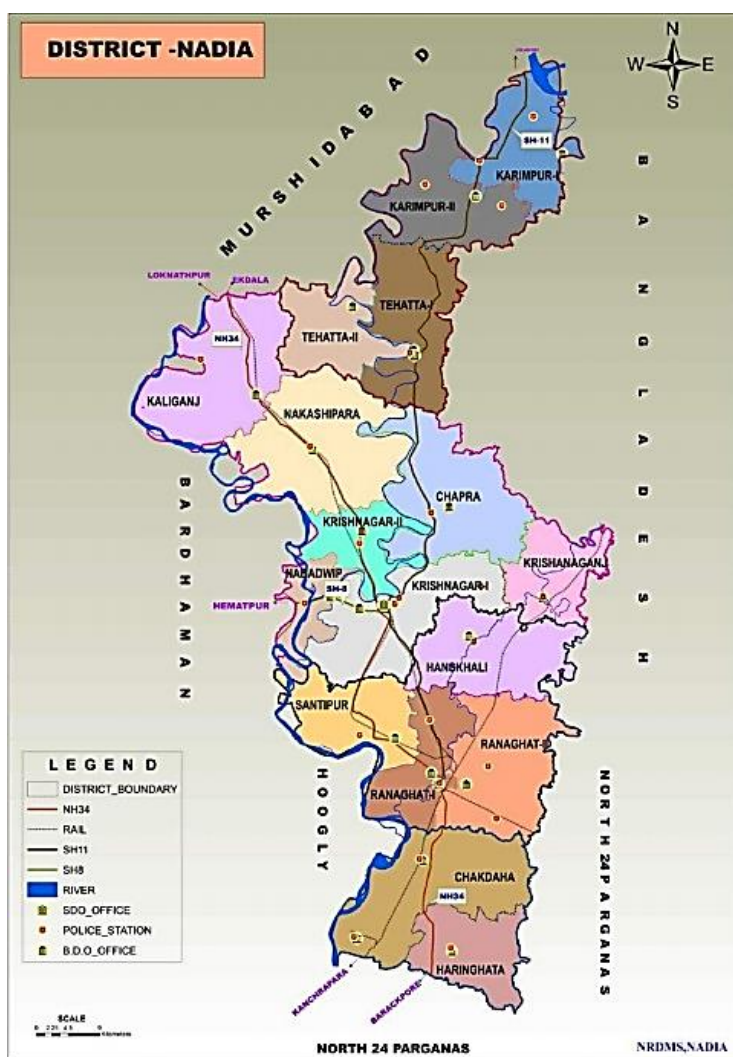 DISTRICT -NADIA
N
W E
S
MURSHIDABAD
BANGLADESH
SH-11
KARIMPUR-I
KARIMPUR-II
LOKNATHPUR
EKDALA
TEHATTA-I
TEHATTA-II
NH34
KALIGANJ
NAKASHIPARA
BARDHAMAN
CHAPRA
KRISHNAGAR-II
KRISHANAGANJ
NABADWIP
SH-8
KRISHNAGAR-I
HEMATPUR
HANSKHALI
SANTIPUR
RANAGHAT-II
RANAGHAT-I
HOOGLY
NORTH 24 PARGANAS
CHAKDAHA
NH34
HARINGHATA
KANCHRAPARA
BARACKPORE
LEGEND
DISTRICT_BOUNDARY
NH34
RAIL
SH11
SH8
RIVER
SDO_OFFICE
POLICE_STATION
B.D.O_OFFICE
SCALE
Kilometers
NORTH 24 PARGANAS
NRDMS,NADIA